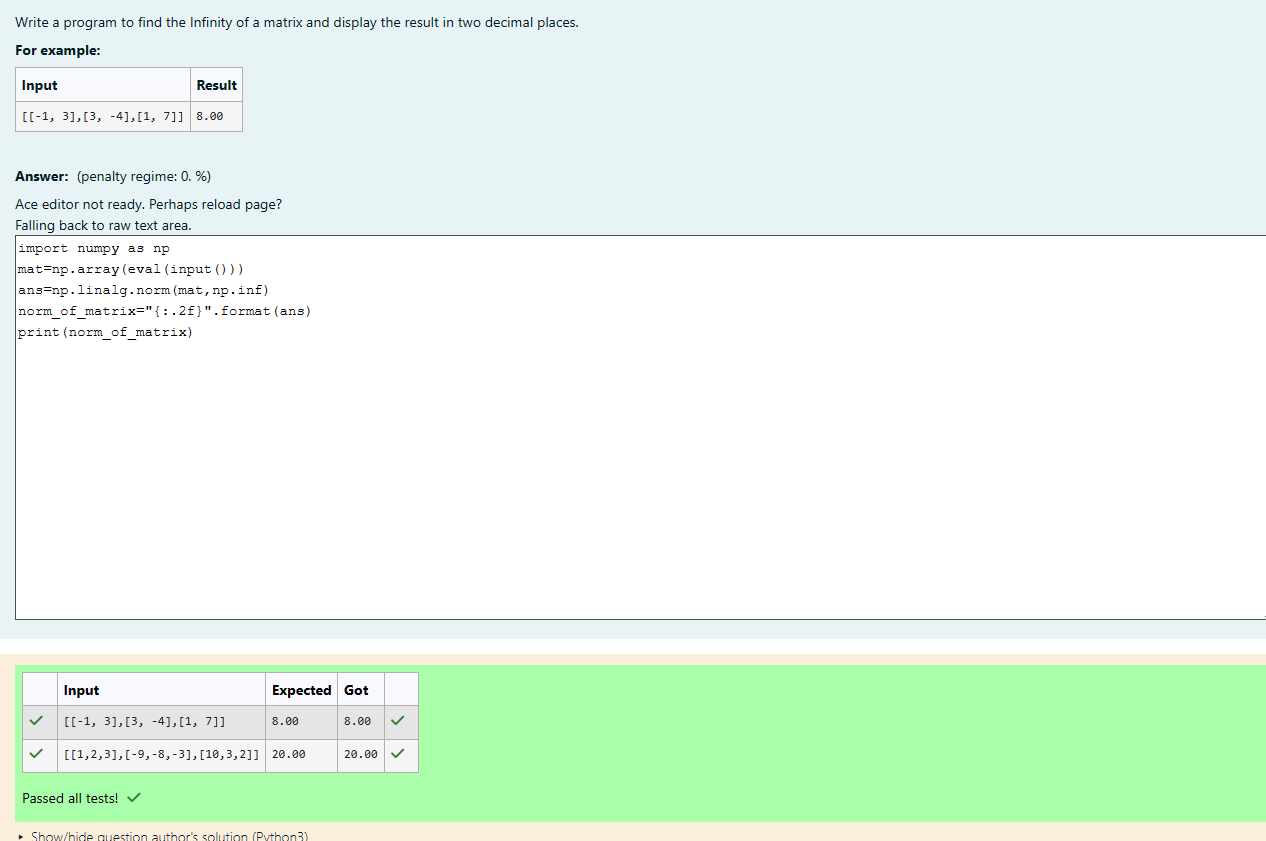 Write a program to find the Infinity of a matrix and display the result in two decimal places.
For example:
Input Result
[[-1, 3],[3, -4],[1, 7]] 8.00
Answer: (penalty regime: 0. %)
Ace editor not ready. Perhaps reload page?
Falling back to raw text area.
import numpy as np
mat=np.array(eval(input()))
ans=np.linalg.norm(mat,np.inf)
norm_of_matrix="{:.2f}".format(ans)
print(norm_of_matrix)
Input Expected Got
[[-1, 3],[3, -4],[1, 7]] 8.00 8.00
[[1,2,3],[-9,-8,-3],[10,3,2]] 20.00 20.00
Passed all tests!
Show/hide question author's solution (Python3)